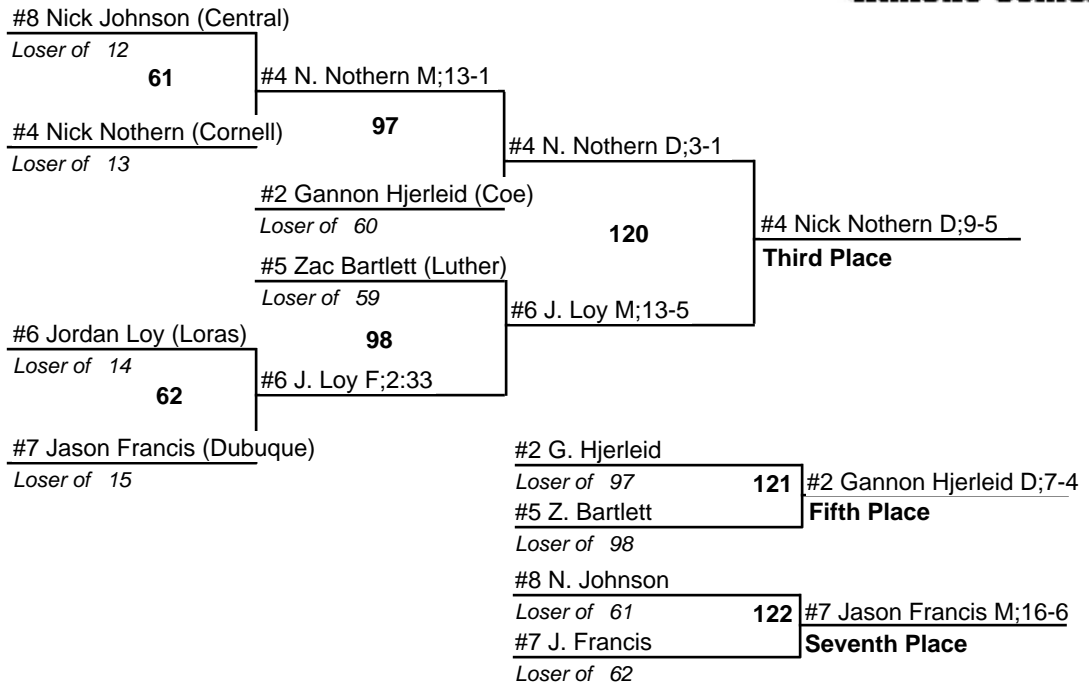 #8 Nick Johnson (Central)
Loser of 12
61
#4 N. Nothern M;13-1
#4 Nick Nothern (Cornell)
Loser of 13
97
#4 N. Nothern D;3-1
#2 Gannon Hjerleid (Coe)
Loser of 60
120
#4 Nick Nothern D;9-5
Third Place
#5 Zac Bartlett (Luther)
Loser of 59
#6 J. Loy M;13-5
98
#6 Jordan Loy (Loras)
Loser of 14
62
#6 J. Loy F;2:33
#7 Jason Francis (Dubuque)
Loser of 15
#2 G. Hjerleid
Loser of 97
121
#2 Gannon Hjerleid D;7-4
#5 Z. Bartlett
Fifth Place
Loser of 98
#8 N. Johnson
Loser of 61
122
#7 Jason Francis M;16-6
#7 J. Francis
Seventh Place
Loser of 62